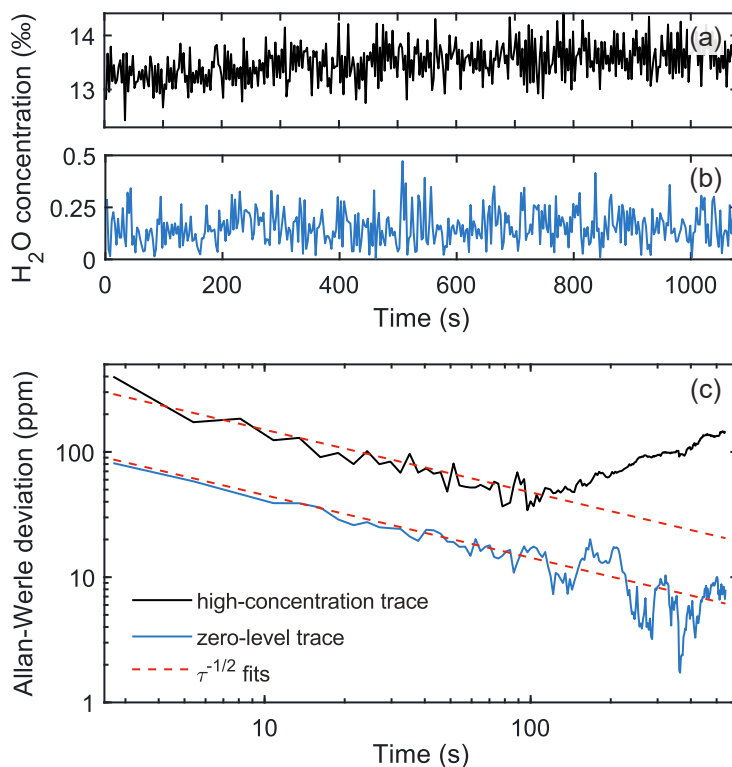 H₂O concentration (‰)
14
13
(a)
0.5
0.25
0
(b)
0 200 400 600 800 1000
Time (s)
Allan-Werle deviation (ppm)
100
10
1
(c)
high-concentration trace
zero-level trace
τ⁻¹/² fits
10 100
Time (s)